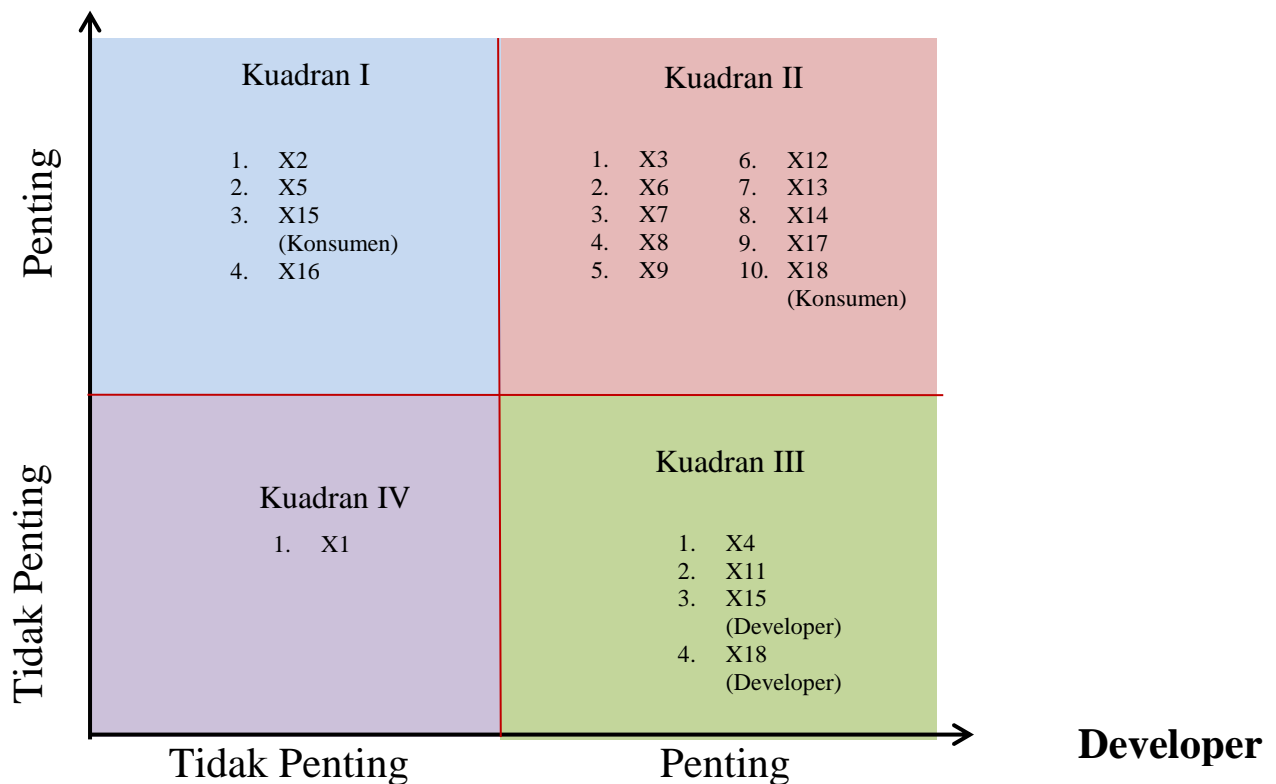 Kuadran I
Kuadran II
Penting
1. X2
2. X5
3. X15
(Konsumen)
4. X16
1. X3
2. X6
3. X7
4. X8
5. X9
6. X12
7. X13
8. X14
9. X17
10. X18
(Konsumen)
Tidak Penting
Kuadran IV
1. X1
Kuadran III
1. X4
2. X11
3. X15
(Developer)
4. X18
(Developer)
Tidak Penting
Penting
Developer